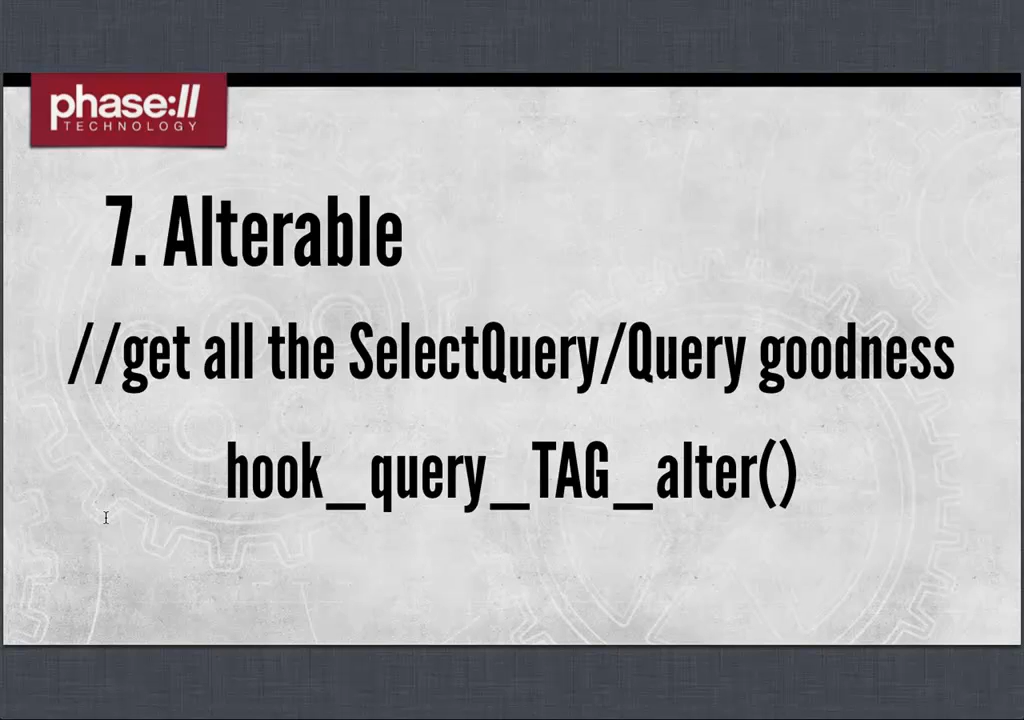 phase://
TECHNOLOGY
7. Alterable
//get all the SelectQuery/Query goodness
hook_query_TAG_alter()